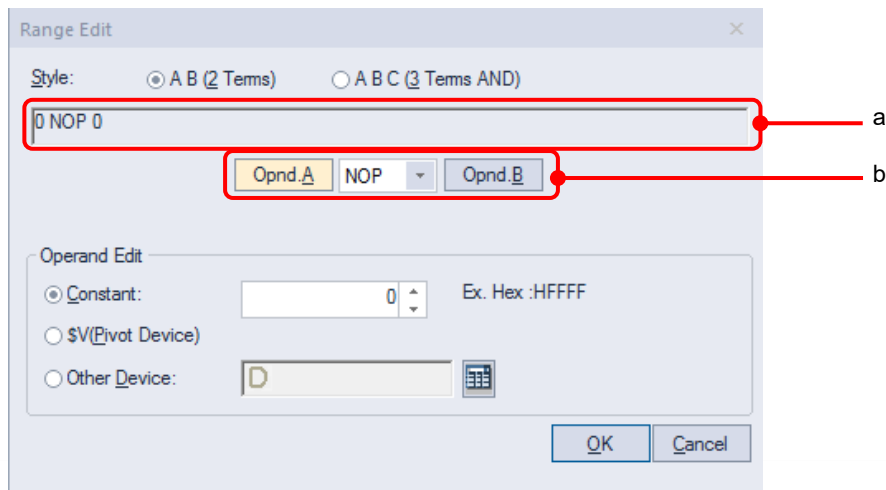 Range Edit
Style: A B (2 Terms) A B C (3 Terms AND)
0 NOP 0
a
Opnd.A NOP Opnd.B
b
Operand Edit
Constant: 0 Ex. Hex :HFFFF
$V(Pivot Device)
Other Device: D
OK Cancel